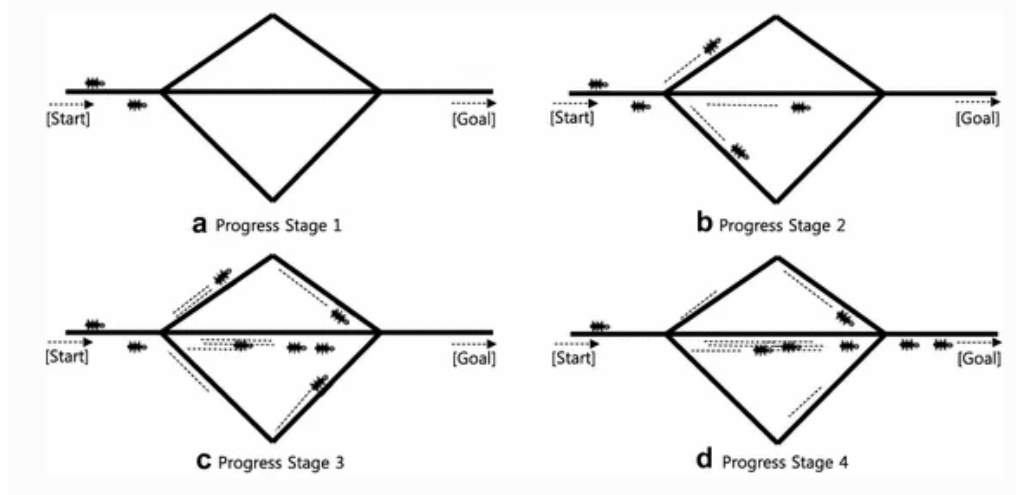 [Start]
[Goal]
a Progress Stage 1
[Start]
[Goal]
b Progress Stage 2
[Start]
[Goal]
c Progress Stage 3
[Start]
[Goal]
d Progress Stage 4